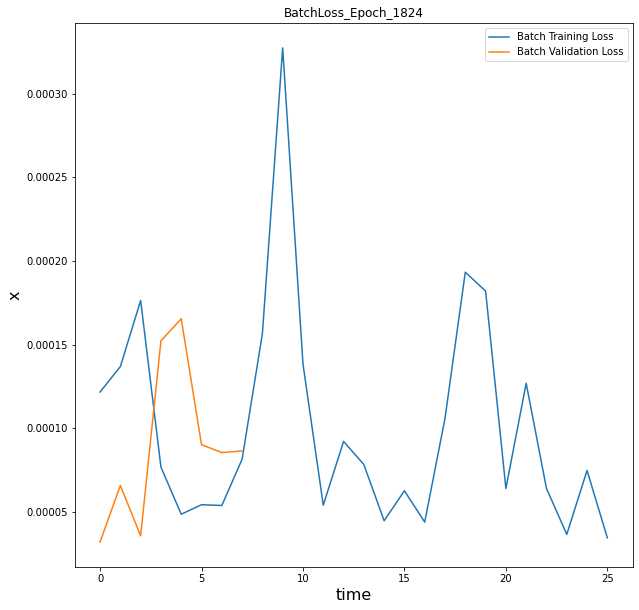 BatchLoss_Epoch_1824
Batch Training Loss
Batch Validation Loss
x
0.00030
0.00025
0.00020
0.00015
0.00010
0.00005
0 5 10 15 20 25
time